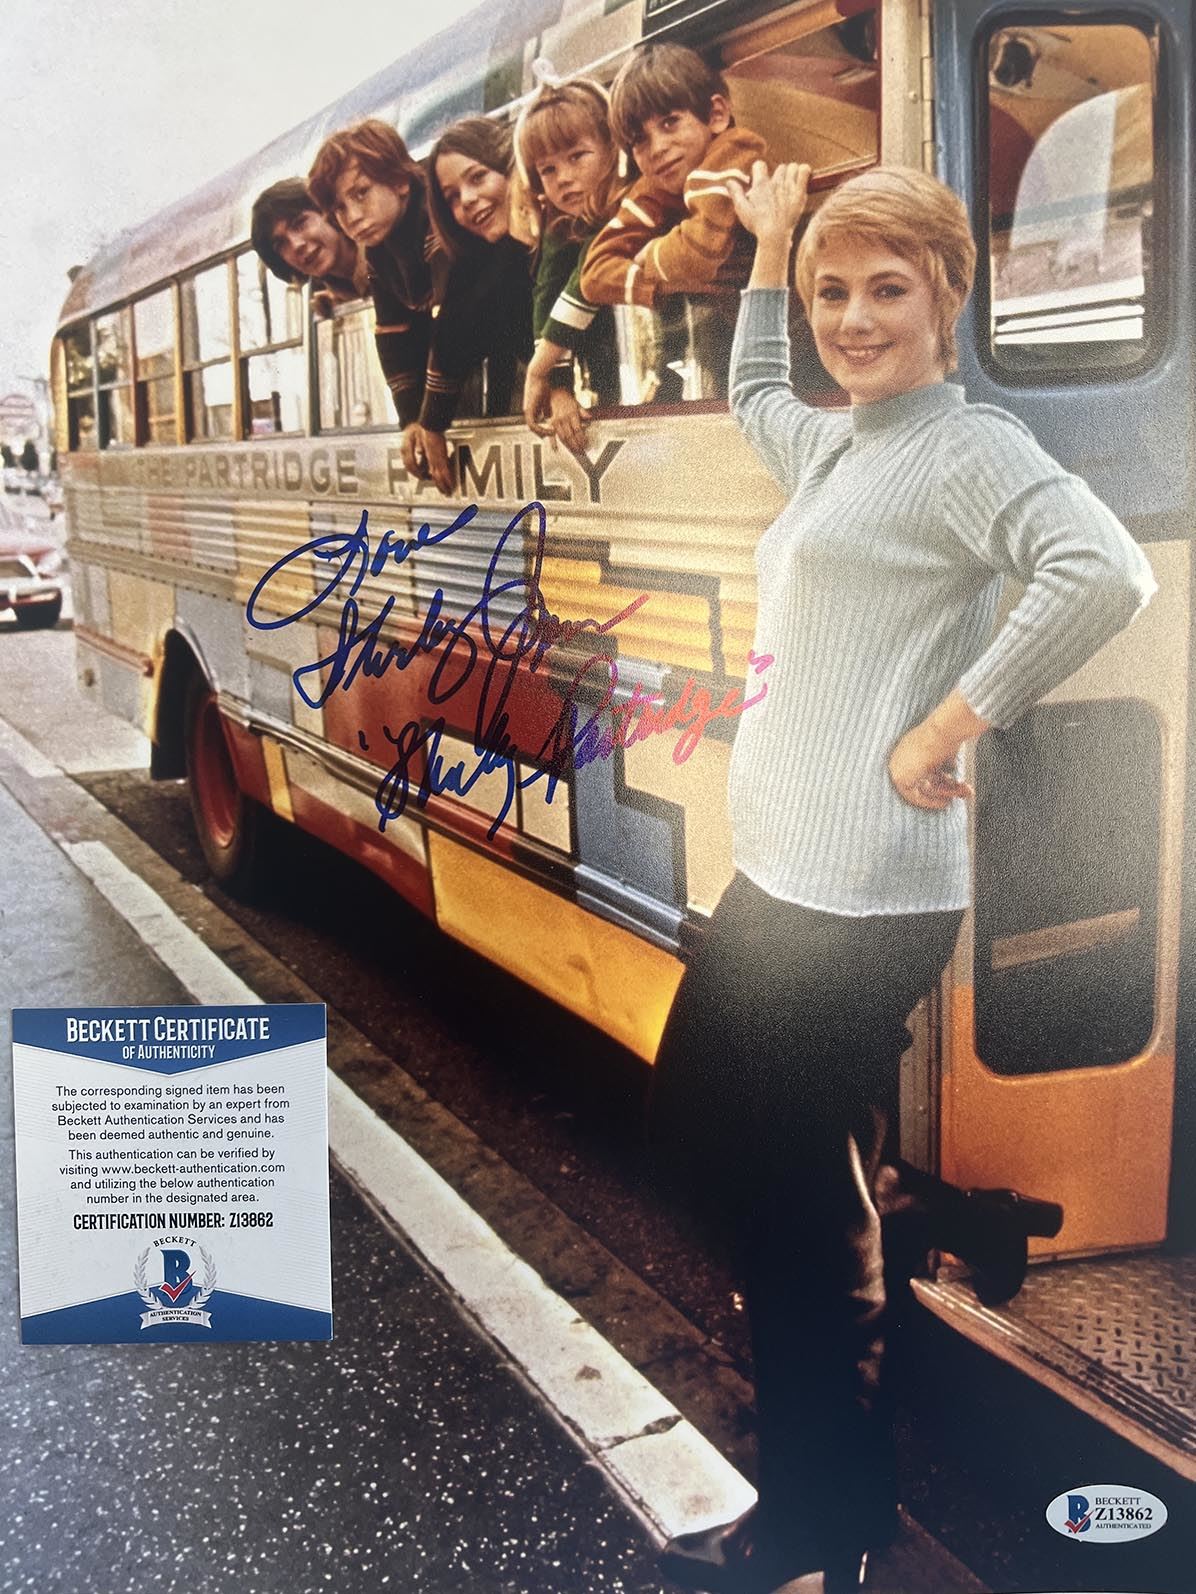 THE PARTRIDGE FAMILY
Love
Shirley Jones
"Shirley Partridge"
BECKETT CERTIFICATE
OF AUTHENTICITY
The corresponding signed item has been
subjected to examination by an expert from
Beckett Authentication Services and has
been deemed authentic and genuine.
This authentication can be verified by
visiting www.beckett-authentication.com
and utilizing the below authentication
number in the designated area.
CERTIFICATION NUMBER: Z13862
BECKETT
B
AUTHENTICATION
SERVICES
B
BECKETT
Z13862
AUTHENTICATED